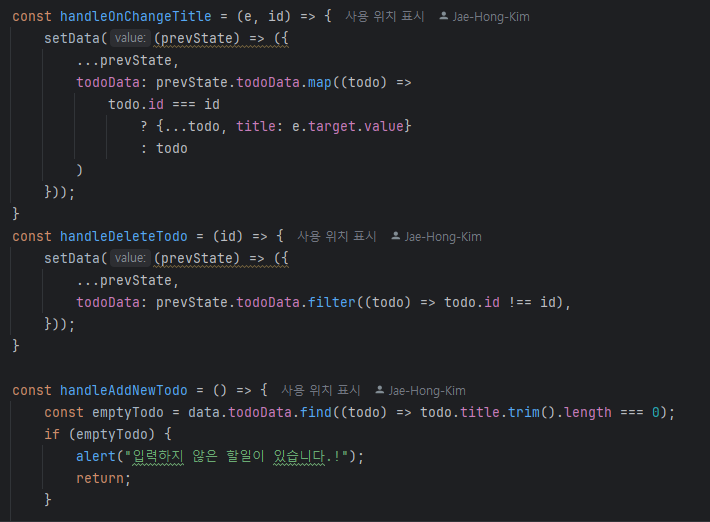 const handleOnChangeTitle = (e, id) => { 사용 위치 표시 Jae-Hong-Kim
setData( value: (prevState) => ({
...prevState,
todoData: prevState.todoData.map((todo) =>
todo.id === id
? {...todo, title: e.target.value}
: todo
)
}));
}
const handleDeleteTodo = (id) => { 사용 위치 표시 Jae-Hong-Kim
setData( value: (prevState) => ({
...prevState,
todoData: prevState.todoData.filter((todo) => todo.id !== id),
}));
}
const handleAddNewTodo = () => { 사용 위치 표시 Jae-Hong-Kim
const emptyTodo = data.todoData.find((todo) => todo.title.trim().length === 0);
if (emptyTodo) {
alert("입력하지 않은 할일이 있습니다.!");
return;
}